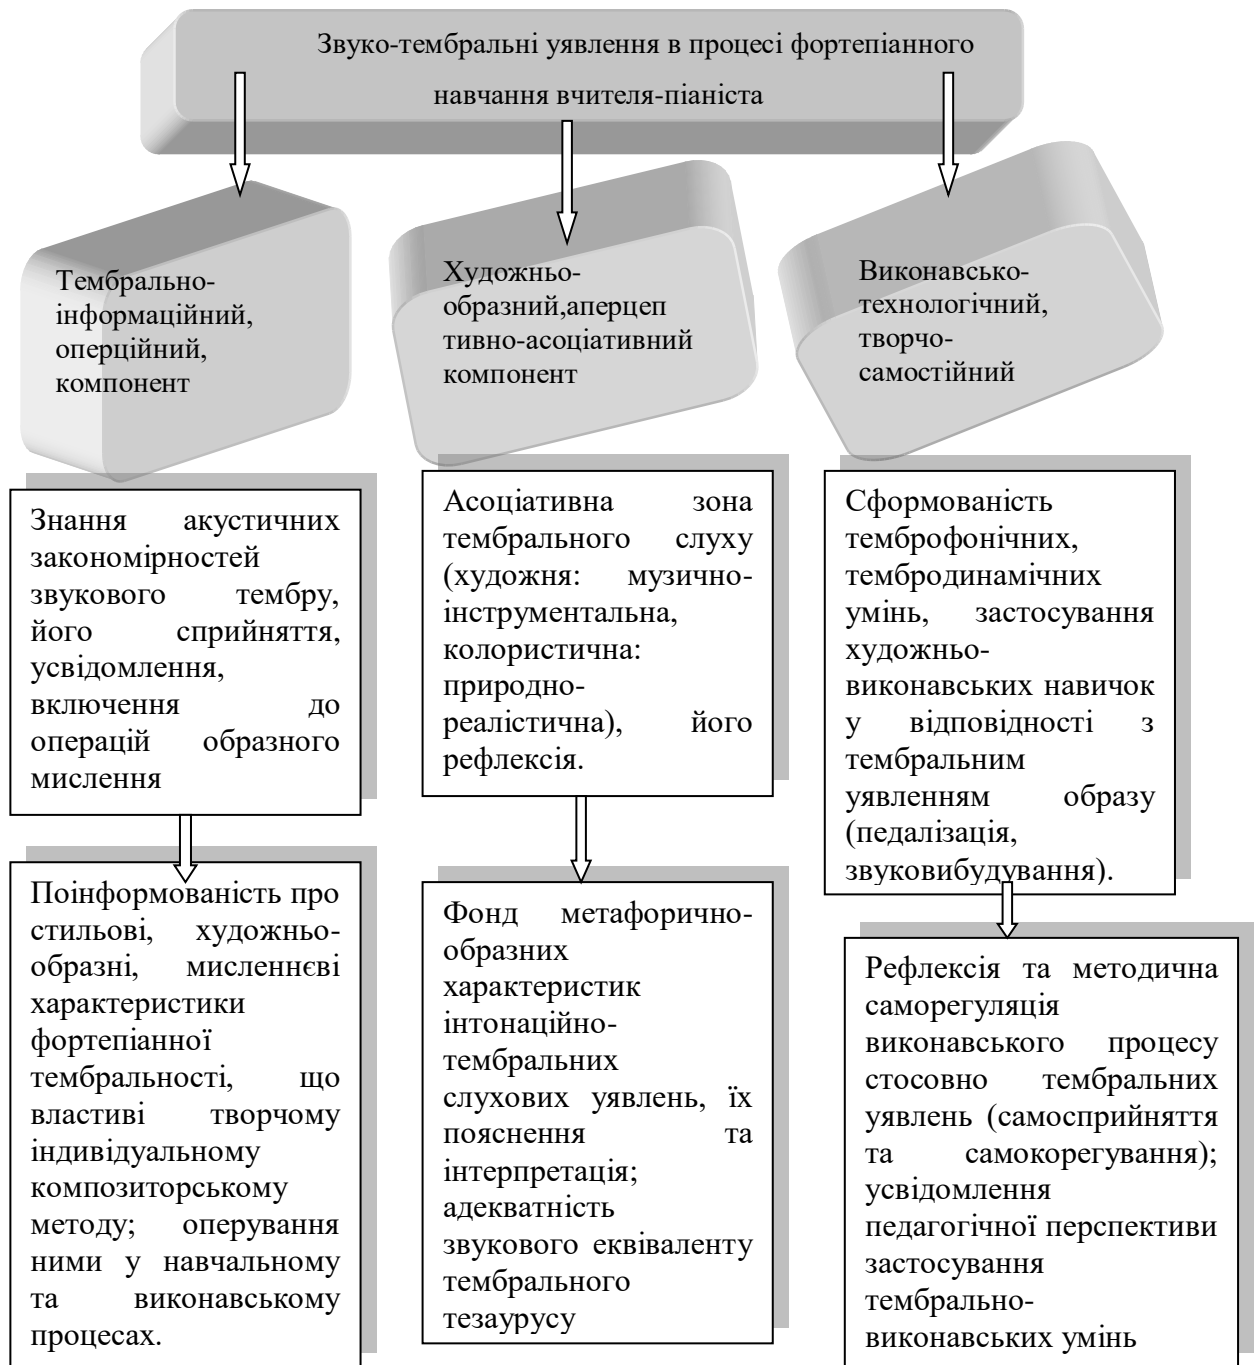 Звуко-тембральні уявлення в процесі фортепіанного
навчання вчителя-піаніста
Тембрально-
інформаційний,
оперційний,
компонент
Художньо-
образний,аперцеп
тивно-асоціативний
компонент
Виконавсько-
технологічний,
творчо-
самостійний
Знання акустичних
закономірностей
звукового тембру,
його сприйняття,
усвідомлення,
включення до
операцій образного
мислення
Асоціативна зона
тембрального слуху
(художня: музично-
інструментальна,
колористична:
природно-
реалістична), його
рефлексія.
Сформованість
темброфонічних,
тембродинамічних
умінь, застосування
художньо-
виконавських навичок
у відповідності з
тембральним
уявленням образу
(педалізація,
звуковибудування).
Поінформованість про
стильові, художньо-
образні, мисленнєві
характеристики
фортепіанної
тембральності, що
властиві творчому
індивідуальному
композиторському
методу; оперування
ними у навчальному
та виконавському
процесах.
Фонд метафорично-
образних
характеристик
інтонаційно-
тембральних
слухових уявлень, їх
пояснення та
інтерпретація;
адекватність
звукового еквіваленту
тембрального
тезаурусу
Рефлексія та методична
саморегуляція
виконавського процесу
стосовно тембральних
уявлень (самосприйняття
та самокорегування);
усвідомлення
педагогічної перспективи
застосування
тембрально-
виконавських умінь